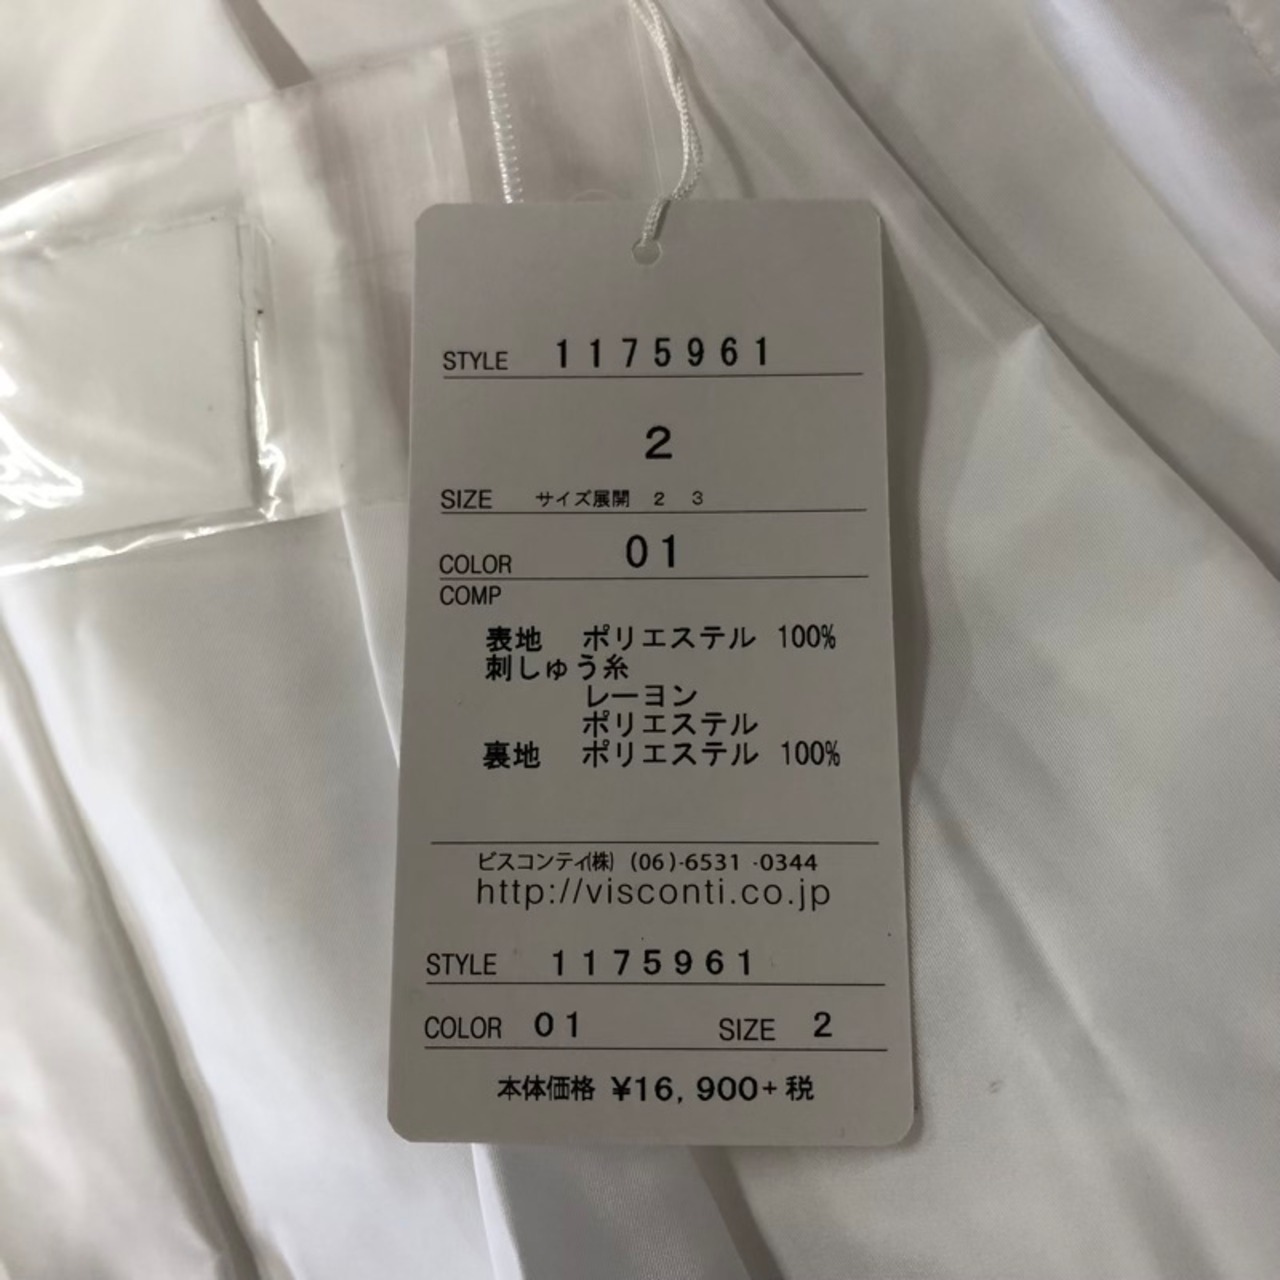 STYLE 1175961
2
SIZE サイズ展開 2 3
COLOR 01
COMP
表地 ポリエステル 100%
刺しゅう糸
レーヨン
ポリエステル
裏地 ポリエステル 100%
ビスコンティ(株) (06)-6531-0344
http://visconti.co.jp
STYLE 1175961
COLOR 01 SIZE 2
本体価格 ¥16,900+税